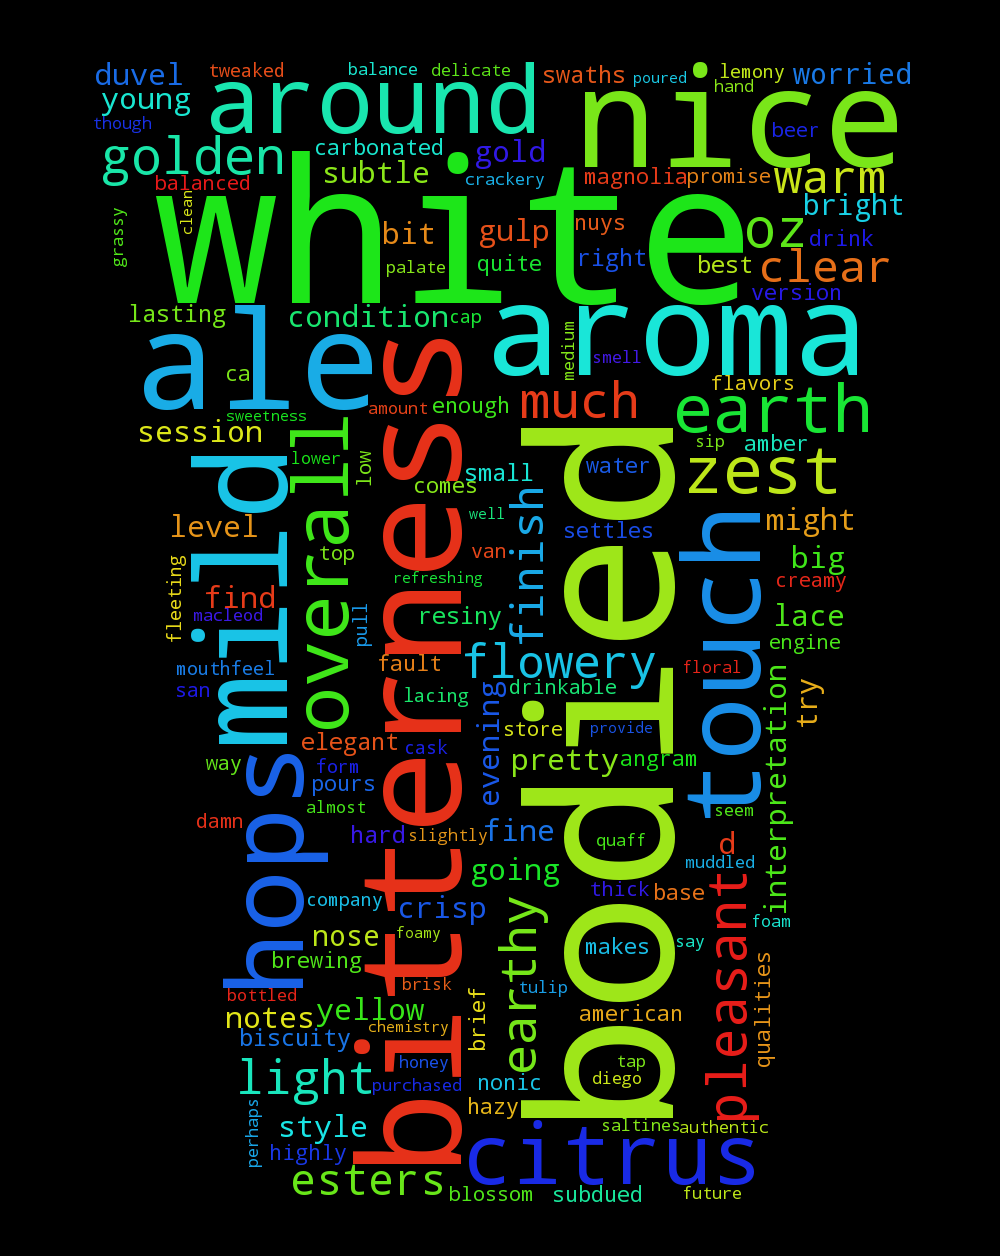 duvel
tweaked
balance
delicate
swaths
poured
lemony
worried
young
around
nice
hand
though
beer
golden
carbonated
gold
balanced
subtle
crackery
magnolia
promise
warm
clean
white
bright
grassy
bit
gulp
nuys
oz
drink
palate
quite
right
best
clear
version
lasting
condition
cap
aroma
medium
smell
ale
ca
flavors
sweetness
amount
enough
much
earth
session
overall
bitterness
bodied
sip
amber
lower
low
small
water
zest
mild
comes
level
well
finish
settles
touch
might
top
van
big
fleeting
find
refreshing
creamy
macleod
pull
resiny
lace
engine
mouthfeel
fault
flowery
floral
san
lacing
evening
drinkable
interpretation
try
elegant
cask
store
provide
way
hops
form
pours
pretty
angram
almost
seem
damn
hard
slightly
fine
quaff
d
muddled
going
company
crisp
thick
base
pleasant
nose
foamy
earthy
foam
brewing
makes
say
bottled
brisk
tulip
qualities
notes
yellow
chemistry
brief
american
biscuity
honey
tap
light
purchased
nonic
diego
hazy
perhaps
style
saltines
authentic
highly
citrus
esters
blossom
subdued
future